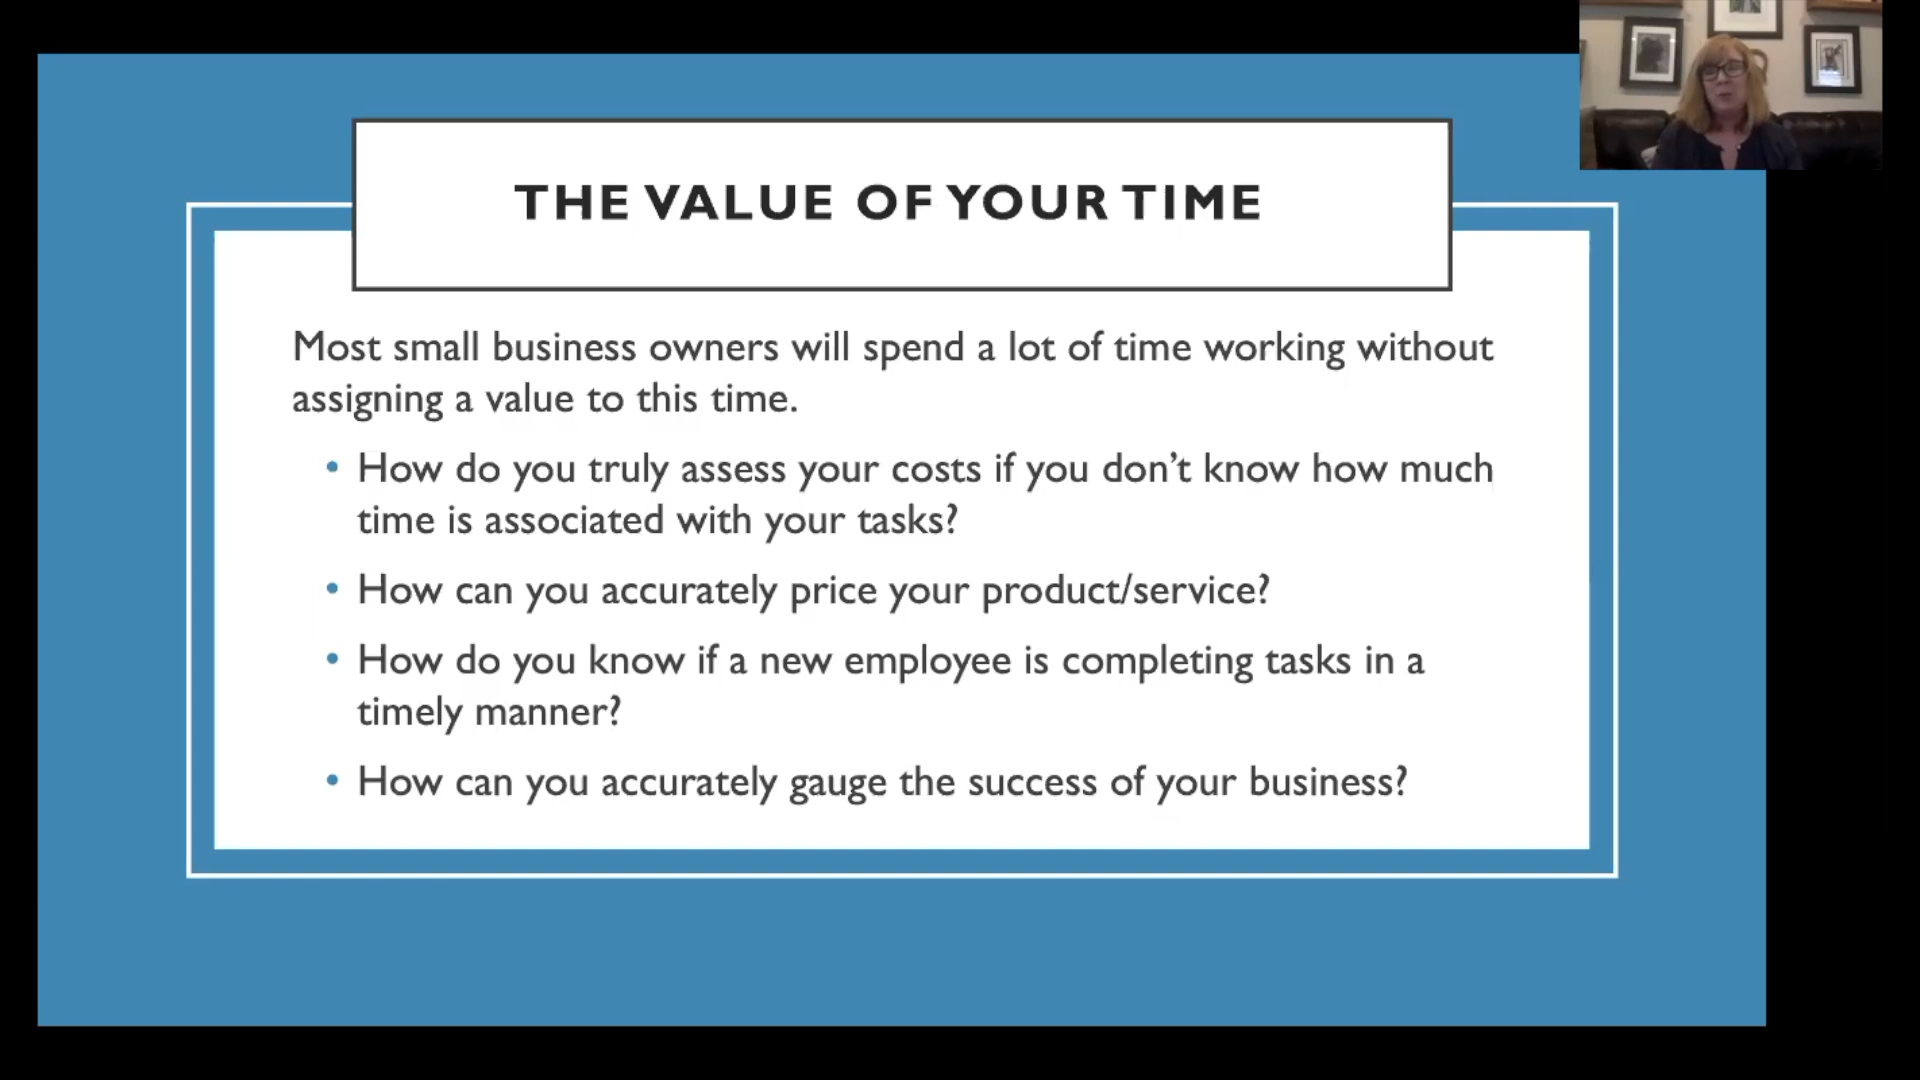 THE VALUE OF YOUR TIME
Most small business owners will spend a lot of time working without
assigning a value to this time.
• How do you truly assess your costs if you don’t know how much
time is associated with your tasks?
• How can you accurately price your product/service?
• How do you know if a new employee is completing tasks in a
timely manner?
• How can you accurately gauge the success of your business?